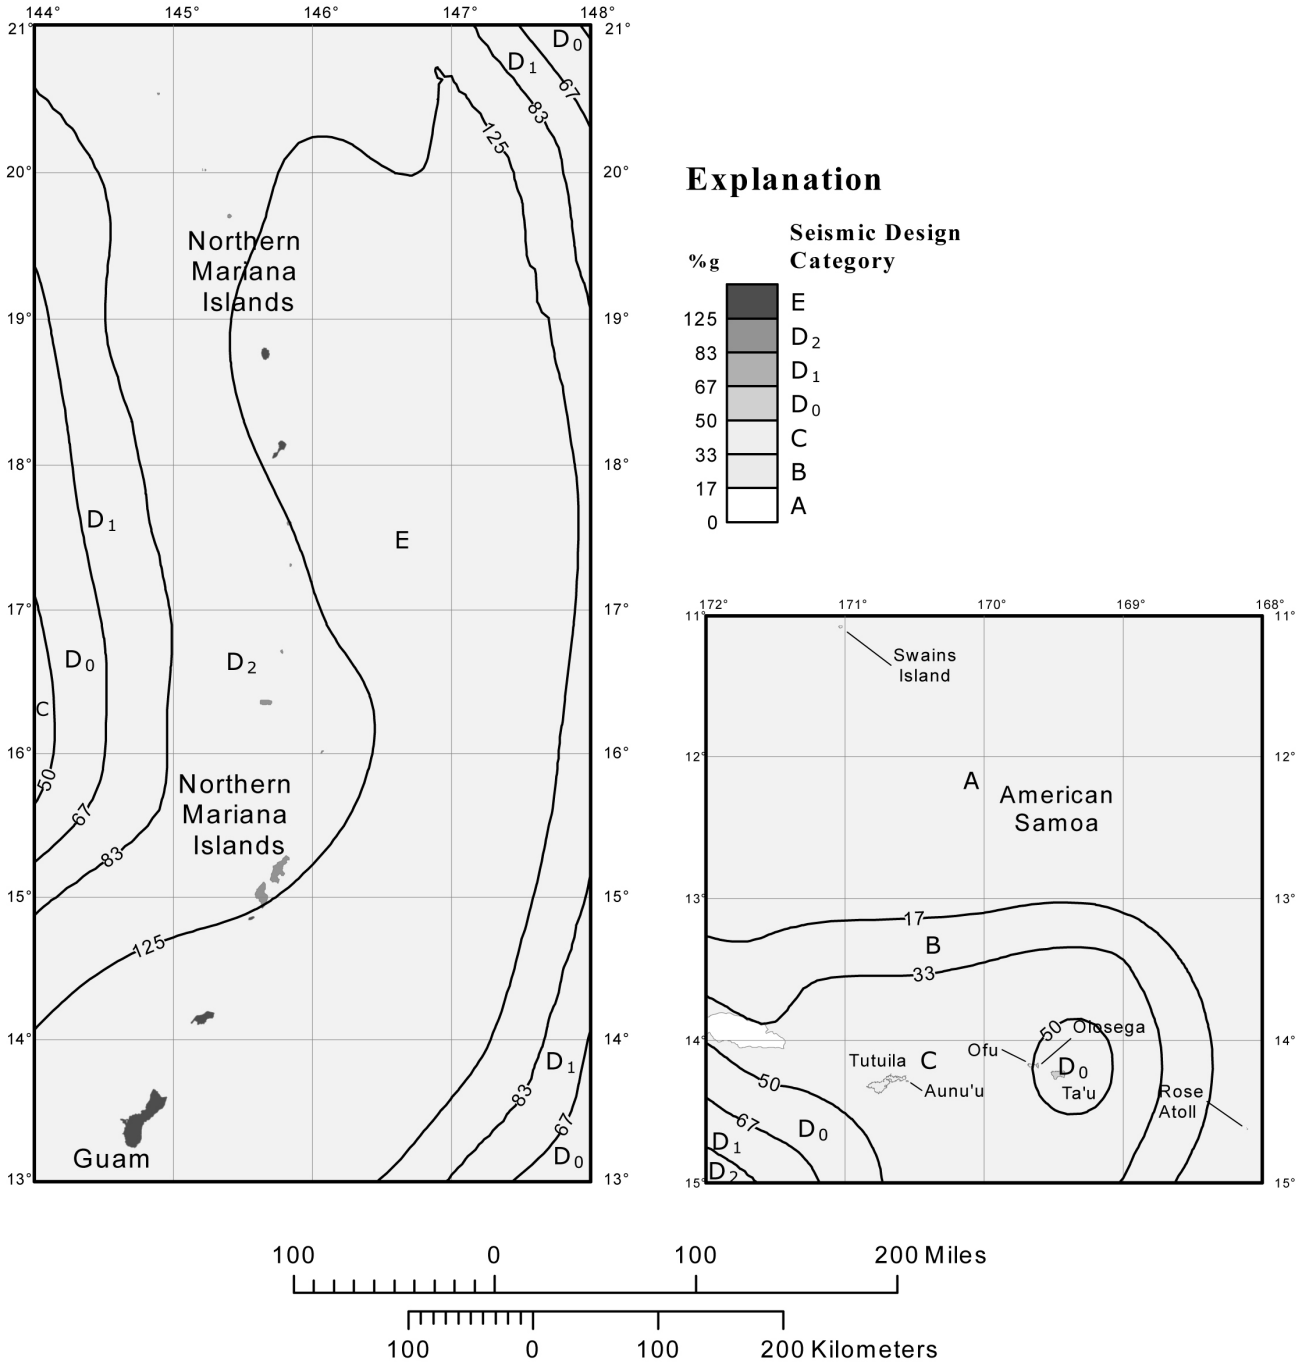 144° 145° 146° 147° 148°
21° 21°
D0
D1
67
83
125
20° 20°
Northern
Mariana
Islands
19° 19°
18° 18°
D1
E
17° 17°
D0
D2
C
16° 16°
50
Northern
Mariana
Islands
67
83
15° 15°
125
14° 14°
D1
83
67
Guam
D0
13° 13°
Explanation
%g
Seismic Design
Category
E
125
D2
83
D1
67
D0
50
C
33
B
17
A
0
172° 171° 170° 169° 168°
11° 11°
Swains
Island
12° 12°
A
American
Samoa
13° 13°
17
B
33
50
Olosega
14° 14°
Ofu
Tutuila
C
D0
50
Aunu'u
Ta'u
Rose
Atoll
67
D0
D1
D2
15° 15°
100 0 100 200 Miles
100 0 100 200 Kilometers